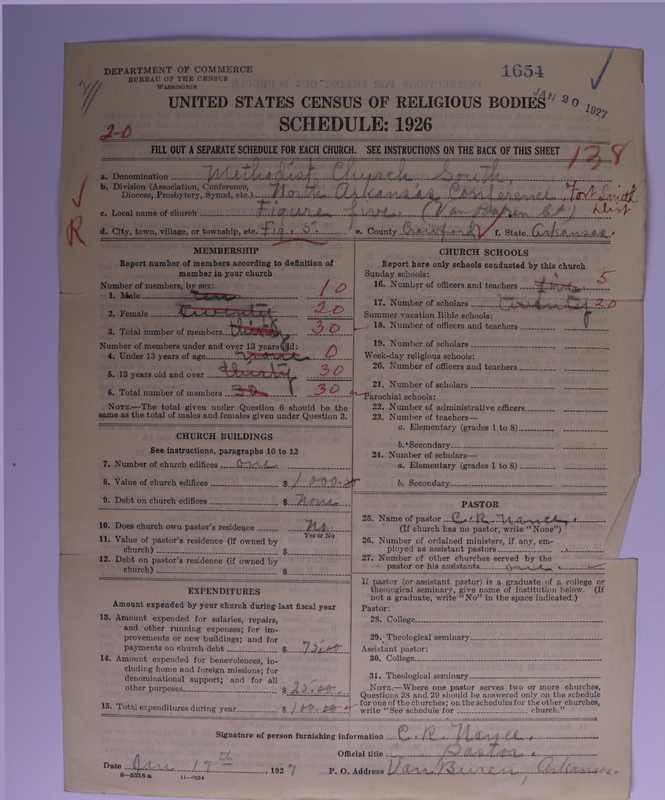 DEPARTMENT OF COMMERCE
BUREAU OF THE CENSUS
WASHINGTON
1654
JAN 20 1927
UNITED STATES CENSUS OF RELIGIOUS BODIES
SCHEDULE: 1926
2-0
138
FILL OUT A SEPARATE SCHEDULE FOR EACH CHURCH. SEE INSTRUCTIONS ON THE BACK OF THIS SHEET
a. Denomination Methodist Church South.
b. Division (Association, Conference, Diocese, Presbytery, Synod, etc.) North Arkansas Conference Fort Smith Dist
c. Local name of church Figure five. (Van Buren Ct)
d. City, town, village, or township, etc. Fig. 5. e. County Crawford f. State Arkansas.
R
MEMBERSHIP
Report number of members according to definition of member in your church
Number of members, by sex:
1. Male ten 10
2. Female twenty 20
3. Total number of members thirty 30
Number of members under and over 13 years old:
4. Under 13 years of age none 0
5. 13 years old and over thirty 30
6. Total number of members 30 30
NOTE.—The total given under Question 6 should be the same as the total of males and females given under Question 3.
CHURCH BUILDINGS
See instructions, paragraphs 10 to 12
7. Number of church edifices one
8. Value of church edifices $ 1000.
9. Debt on church edifices $ None
10. Does church own pastor's residence No.
Yes or No
11. Value of pastor's residence (if owned by church) $
12. Debt on pastor's residence (if owned by church) $
EXPENDITURES
Amount expended by your church during last fiscal year
13. Amount expended for salaries, repairs, and other running expenses; for improvements or new buildings; and for payments on church debt $ 75.00
14. Amount expended for benevolences, including home and foreign missions; for denominational support; and for all other purposes $ 25.00.
15. Total expenditures during year $ 100.00
CHURCH SCHOOLS
Report here only schools conducted by this church
Sunday schools:
16. Number of officers and teachers five 5
17. Number of scholars twenty 20
Summer vacation Bible schools:
18. Number of officers and teachers
19. Number of scholars
Week-day religious schools:
20. Number of officers and teachers
21. Number of scholars
Parochial schools:
22. Number of administrative officers
23. Number of teachers—
a. Elementary (grades 1 to 8)
b. Secondary
24. Number of scholars—
a. Elementary (grades 1 to 8)
b. Secondary
PASTOR
25. Name of pastor C. R. Nance.
(If church has no pastor, write "None")
26. Number of ordained ministers, if any, employed as assistant pastors
27. Number of other churches served by the pastor or his assistants
If pastor (or assistant pastor) is a graduate of a college or theological seminary, give name of institution below. (If not a graduate, write "No" in the space indicated.)
Pastor:
28. College
29. Theological seminary
Assistant pastor:
30. College
31. Theological seminary
NOTE.—Where one pastor serves two or more churches, Questions 28 and 29 should be answered only on the schedule for one of the churches; on the schedules for the other churches, write "See schedule for church."
Signature of person furnishing information C. R. Nance.
Official title Pastor.
Date Jan 17th, 1927 P. O. Address Van Buren, Arkansas.
8-5518a 11-2554